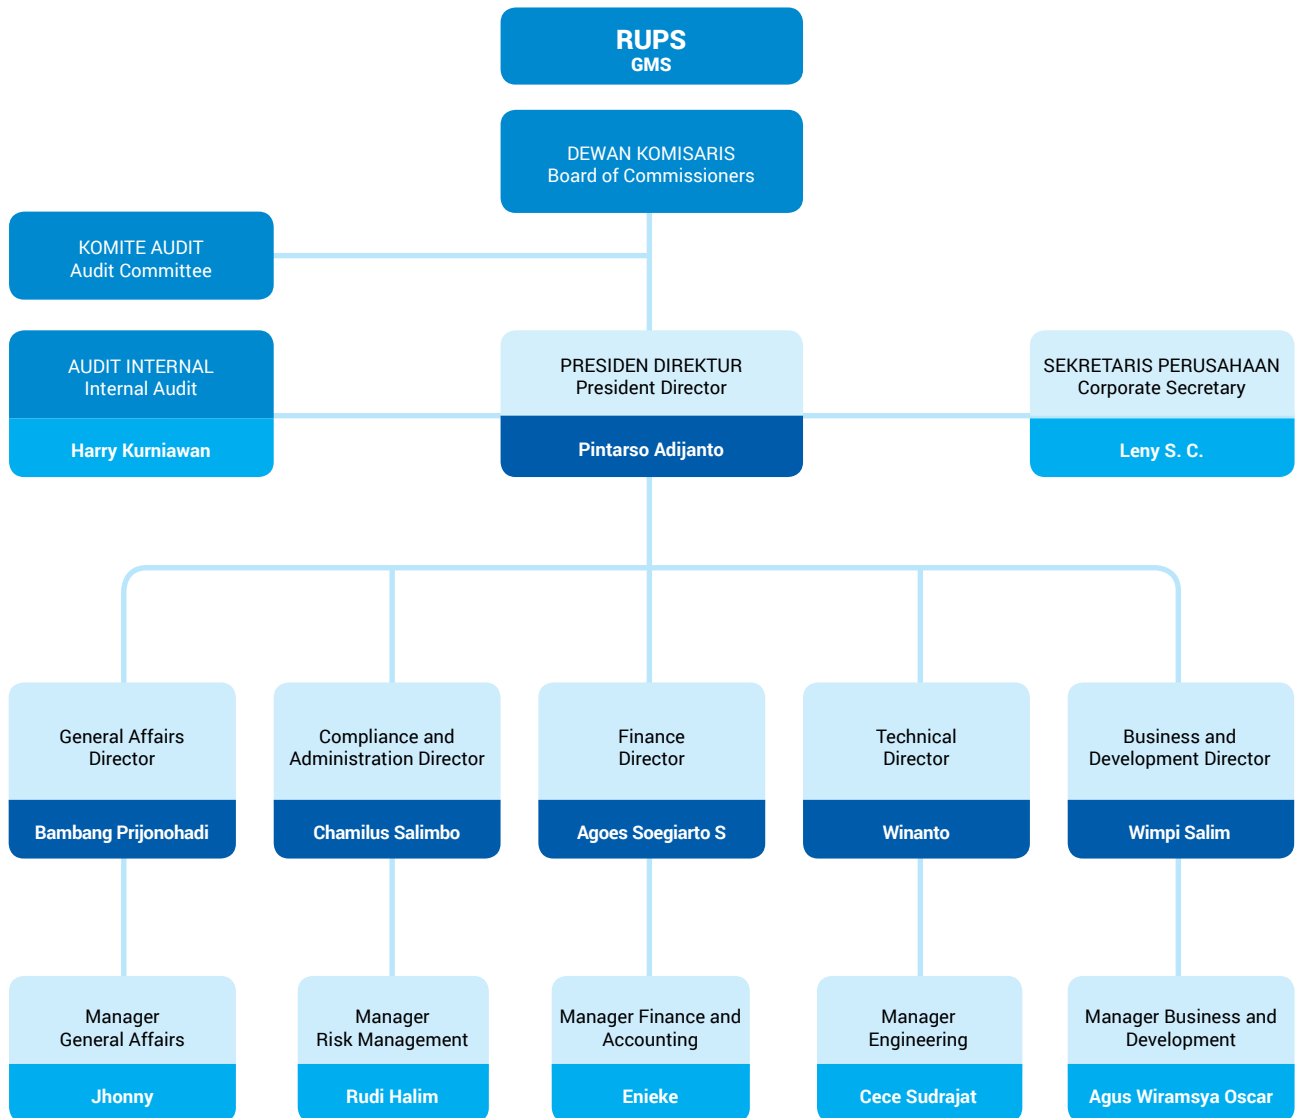 RUPS
GMS
DEWAN KOMISARIS
Board of Commissioners
KOMITE AUDIT
Audit Committee
AUDIT INTERNAL
Internal Audit
Harry Kurniawan
PRESIDEN DIREKTUR
President Director
Pintarso Adijanto
SEKRETARIS PERUSAHAAN
Corporate Secretary
Leny S. C.
General Affairs
Director
Bambang Prijonohadi
Compliance and
Administration Director
Chamilus Salimbo
Finance
Director
Agoes Soegiarto S
Technical
Director
Winanto
Business and
Development Director
Wimpi Salim
Manager
General Affairs
Jhonny
Manager
Risk Management
Rudi Halim
Manager Finance and
Accounting
Enieke
Manager
Engineering
Cece Sudrajat
Manager Business and
Development
Agus Wiramsya Oscar